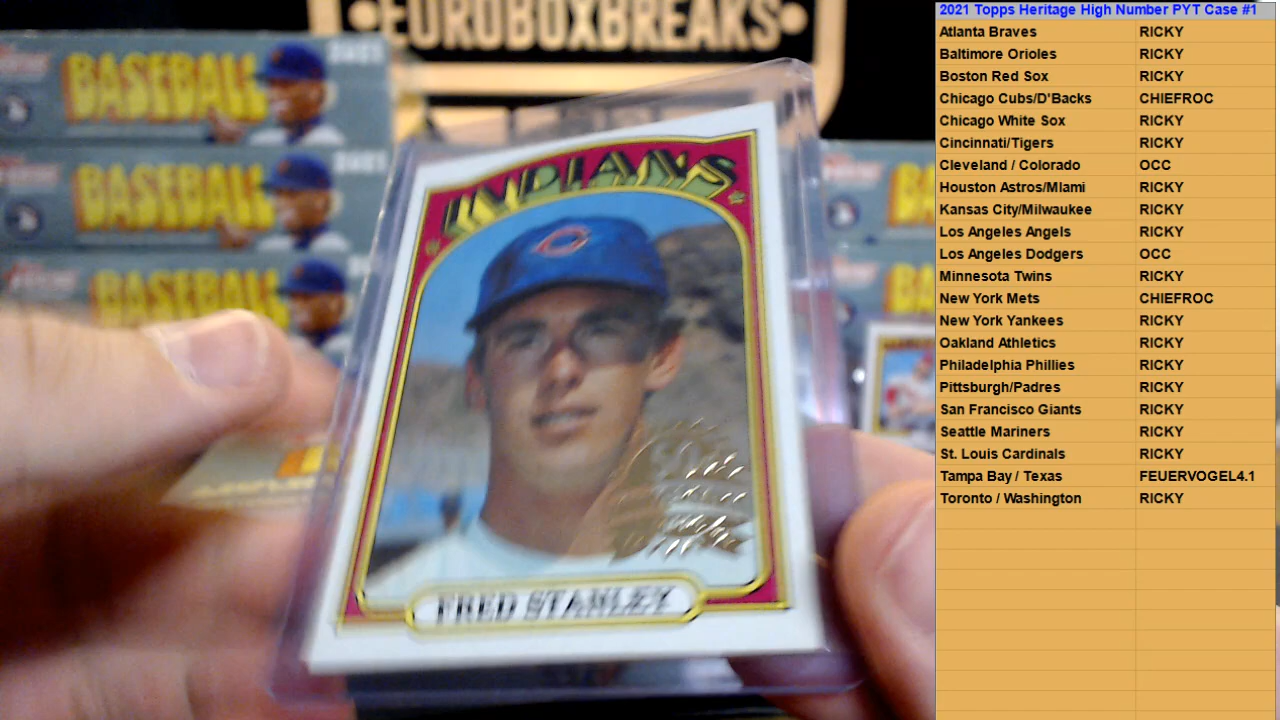 EUROBOXBREAKS
BASEBALL
BASEBALL
BASEBALL
INDIANS
FRED STANLEY
2021 Topps Heritage High Number PYT Case #1
Atlanta Braves RICKY
Baltimore Orioles RICKY
Boston Red Sox RICKY
Chicago Cubs/D'Backs CHIEFROC
Chicago White Sox RICKY
Cincinnati/Tigers RICKY
Cleveland / Colorado OCC
Houston Astros/Miami RICKY
Kansas City/Milwaukee RICKY
Los Angeles Angels RICKY
Los Angeles Dodgers OCC
Minnesota Twins RICKY
New York Mets CHIEFROC
New York Yankees RICKY
Oakland Athletics RICKY
Philadelphia Phillies RICKY
Pittsburgh/Padres RICKY
San Francisco Giants RICKY
Seattle Mariners RICKY
St. Louis Cardinals RICKY
Tampa Bay / Texas FEUERVOGEL4.1
Toronto / Washington RICKY